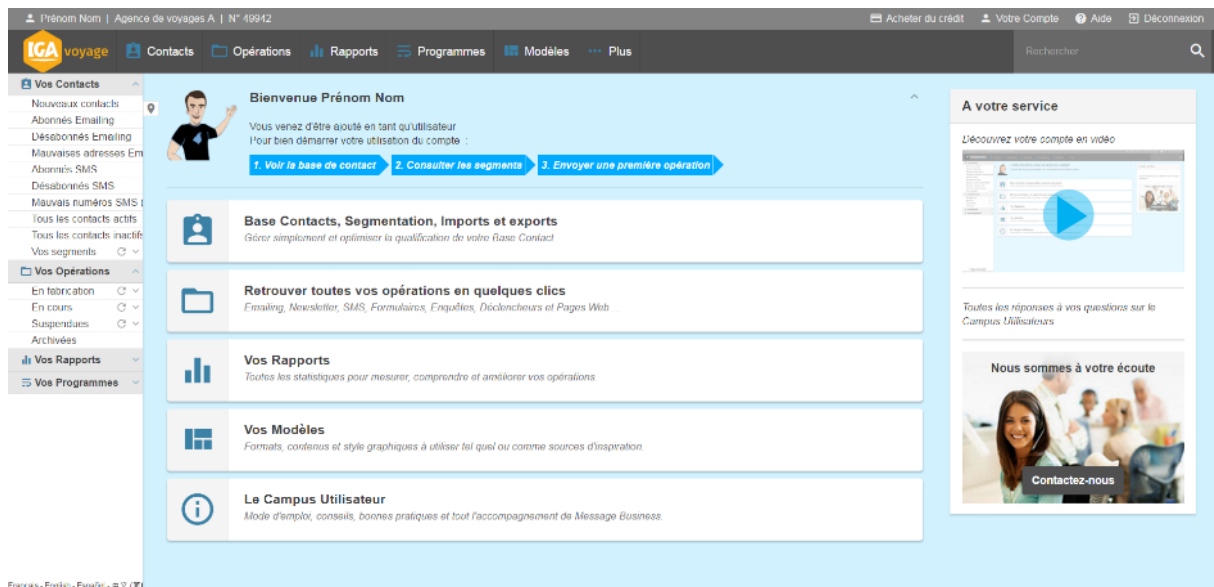 Prénom Nom | Agence de voyages A | N° 49942
Acheter du crédit Votre Compte Aide Déconnexion
IGA voyage Contacts Opérations Rapports Programmes Modèles Plus
Rechercher
Vos Contacts
Nouveaux contacts
Abonnés Emailing
Désabonnés Emailing
Mauvaises adresses Em
Abonnés SMS
Désabonnés SMS
Mauvais numéros SMS
Tous les contacts actifs
Tous les contacts inactifs
Vos segments
Vos Opérations
En fabrication
En cours
Suspendues
Archivées
Vos Rapports
Vos Programmes
Français - English - Español -
Bienvenue Prénom Nom
Vous venez d'être ajouté en tant qu'utilisateur
Pour bien démarrer votre utilisation du compte :
1. Voir la base de contact 2. Consulter les segments 3. Envoyer une première opération
Base Contacts, Segmentation, Imports et exports
Gérer simplement et optimiser la qualification de votre Base Contact
Retrouver toutes vos opérations en quelques clics
Emailing, Newsletter, SMS, Formulaires, Enquêtes, Déclencheurs et Pages Web ...
Vos Rapports
Toutes les statistiques pour mesurer, comprendre et améliorer vos opérations.
Vos Modèles
Formats, contenus et style graphiques à utiliser tel quel ou comme sources d'inspiration.
Le Campus Utilisateur
Mode d'emploi, conseils, bonnes pratiques et tout l'accompagnement de Message Business.
A votre service
Découvrez votre compte en vidéo
Toutes les réponses à vos questions sur le
Campus Utilisateurs
Nous sommes à votre écoute
Contactez-nous